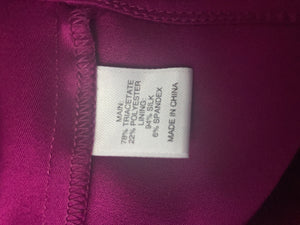 MAIN:
78% TRIACETATE
22% POLYESTER
LINING:
94% SILK
6% SPANDEX
MADE IN CHINA